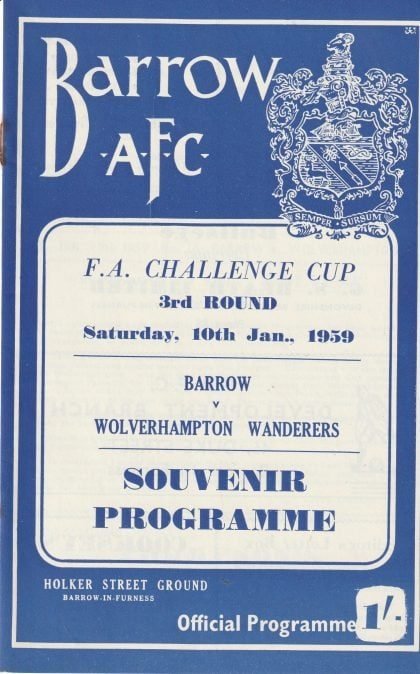 Barrow
A.F.C.
SEMPER SURSUM
F.A. CHALLENGE CUP
3rd ROUND
Saturday, 10th Jan., 1959
BARROW
v
WOLVERHAMPTON WANDERERS
SOUVENIR
PROGRAMME
HOLKER STREET GROUND
BARROW-IN-FURNESS
Official Programme 1/-